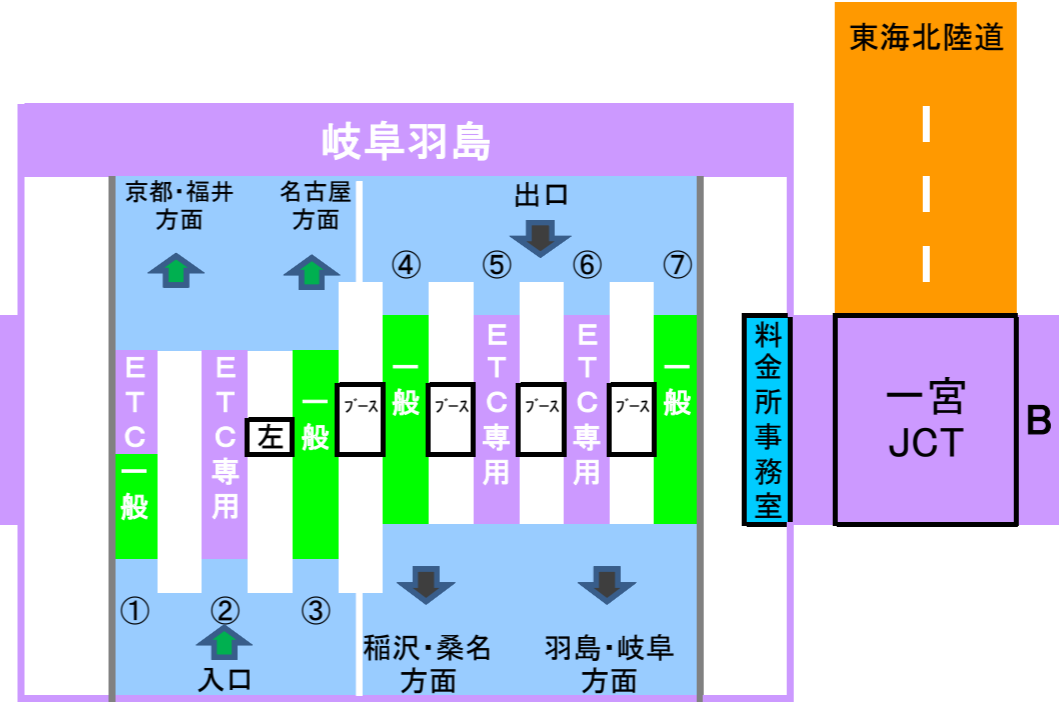 東海北陸道
岐阜羽島
京都・福井
方面
名古屋
方面
出口
④
⑤
⑥
⑦
ETC一般
ETC専用
左
一般
ブース
一般
ブース
ETC専用
ブース
ETC専用
ブース
一般
料金所事務室
一宮
JCT
B
①
②
③
入口
稲沢・桑名
方面
羽島・岐阜
方面